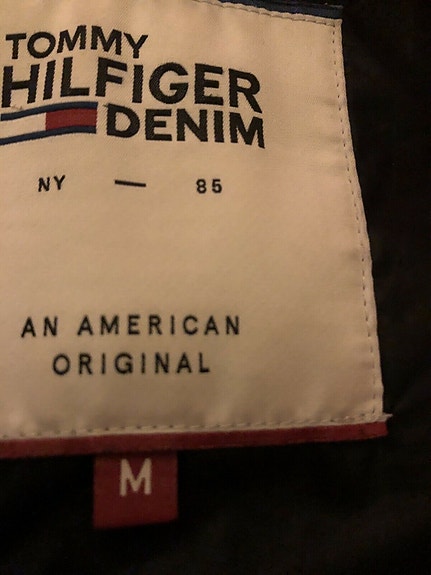 TOMMY
HILFIGER
DENIM
NY — 85
AN AMERICAN
ORIGINAL
M